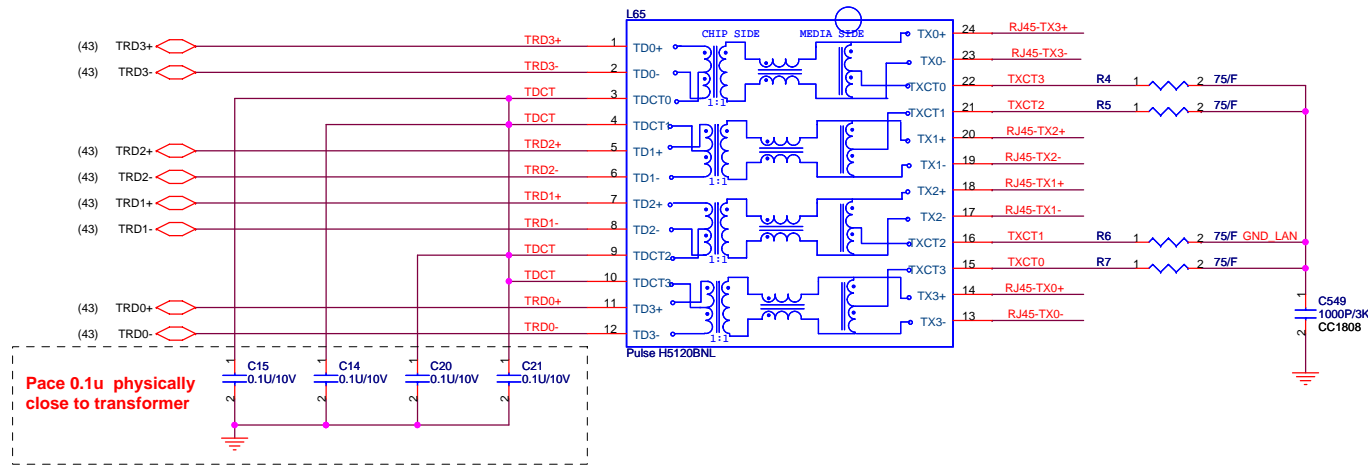 L65
CHIP SIDE MEDIA SIDE
(43) TRD3+ TRD3+ 1 TD0+ TX0+ 24 RJ45-TX3+
(43) TRD3- TRD3- 2 TD0- TX0- 23 RJ45-TX3-
TDCT 3 TDCT0 TXCT0 22 TXCT3 R4 1 2 75/F
1:1
TDCT 4 TDCT1 TXCT1 21 TXCT2 R5 1 2 75/F
(43) TRD2+ TRD2+ 5 TD1+ TX1+ 20 RJ45-TX2+
(43) TRD2- TRD2- 6 TD1- TX1- 19 RJ45-TX2-
1:1
(43) TRD1+ TRD1+ 7 TD2+ TX2+ 18 RJ45-TX1+
(43) TRD1- TRD1- 8 TD2- TX2- 17 RJ45-TX1-
TDCT 9 TDCT2 TXCT2 16 TXCT1 R6 1 2 75/F GND_LAN
1:1
TDCT 10 TDCT3 TXCT3 15 TXCT0 R7 1 2 75/F
(43) TRD0+ TRD0+ 11 TD3+ TX3+ 14 RJ45-TX0+
(43) TRD0- TRD0- 12 TD3- TX3- 13 RJ45-TX0-
1:1
Pulse H5120BNL
1
C549
1000P/3K
CC1808
2
Pace 0.1u physically
close to transformer
1 C15 0.1U/10V 2
1 C14 0.1U/10V 2
1 C20 0.1U/10V 2
1 C21 0.1U/10V 2